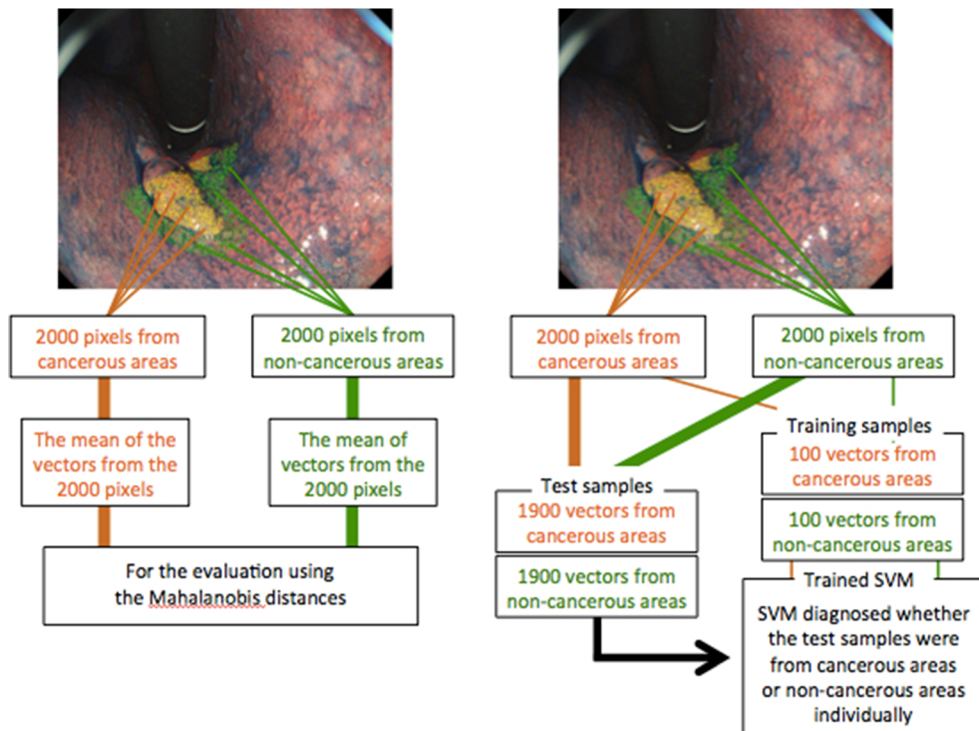 2000 pixels from
cancerous areas
2000 pixels from
non-cancerous areas
The mean of the
vectors from the
2000 pixels
The mean of
vectors from the
2000 pixels
For the evaluation using
the Mahalanobis distances
2000 pixels from
cancerous areas
2000 pixels from
non-cancerous areas
Training samples
100 vectors from
cancerous areas
100 vectors from
non-cancerous areas
Test samples
1900 vectors from
cancerous areas
1900 vectors from
non-cancerous areas
Trained SVM
SVM diagnosed whether
the test samples were
from cancerous areas
or non-cancerous areas
individually